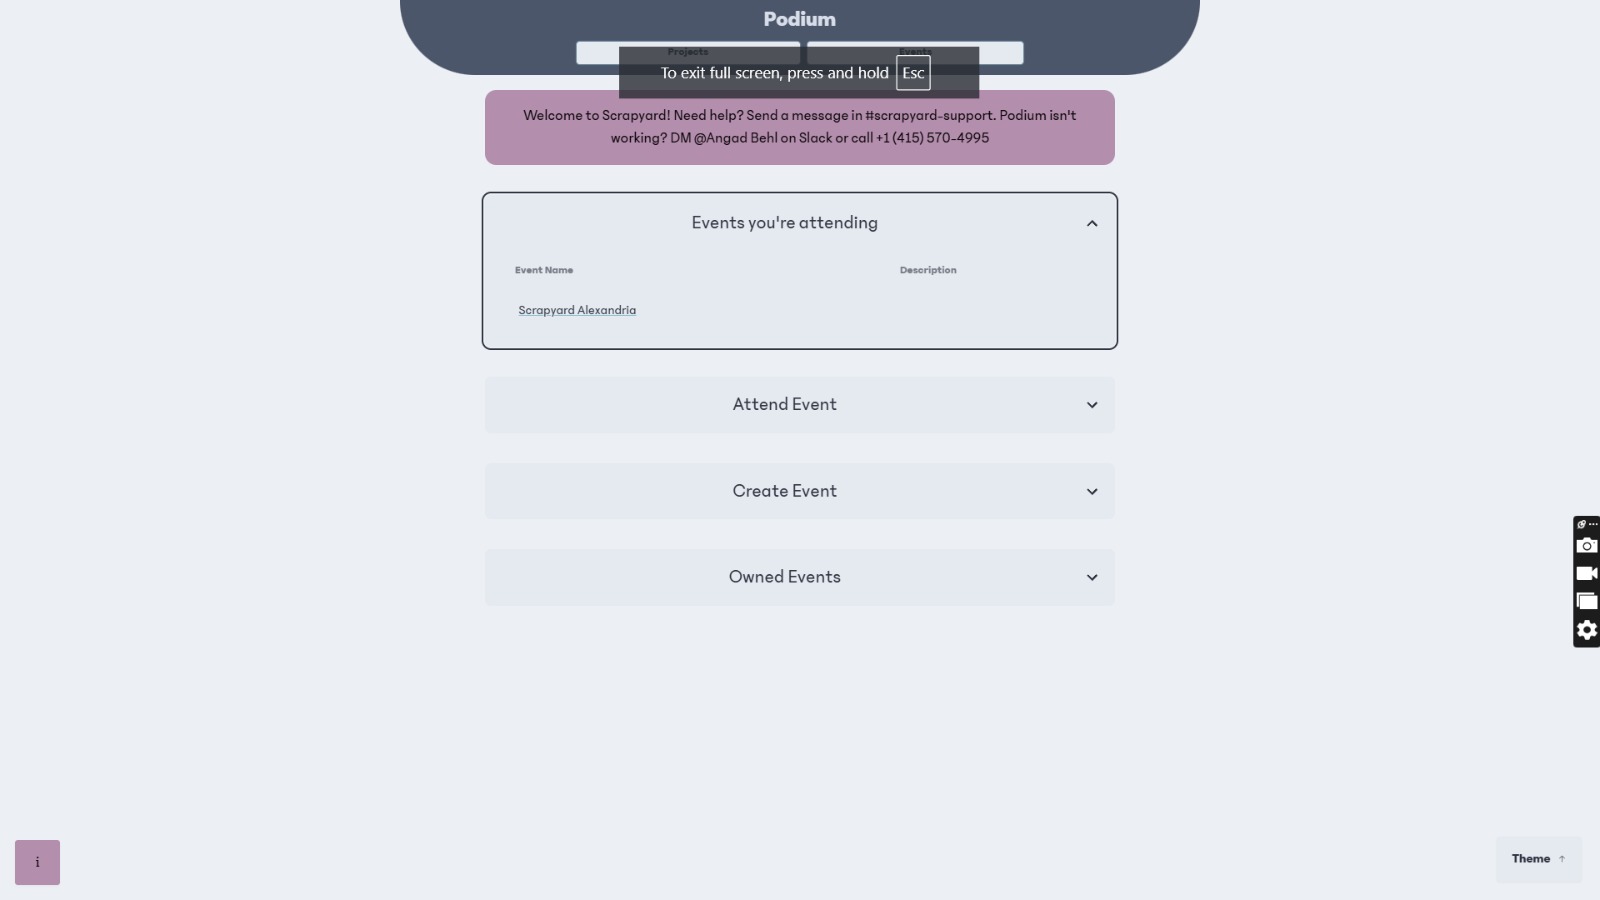 Podium
Projects
Events
To exit full screen, press and hold Esc
Welcome to Scrapyard! Need help? Send a message in #scrapyard-support. Podium isn't
working? DM @Angad Behl on Slack or call +1 (415) 570-4995
Events you're attending
Event Name
Description
Scrapyard Alexandria
Attend Event
Create Event
Owned Events
i
Theme ↑